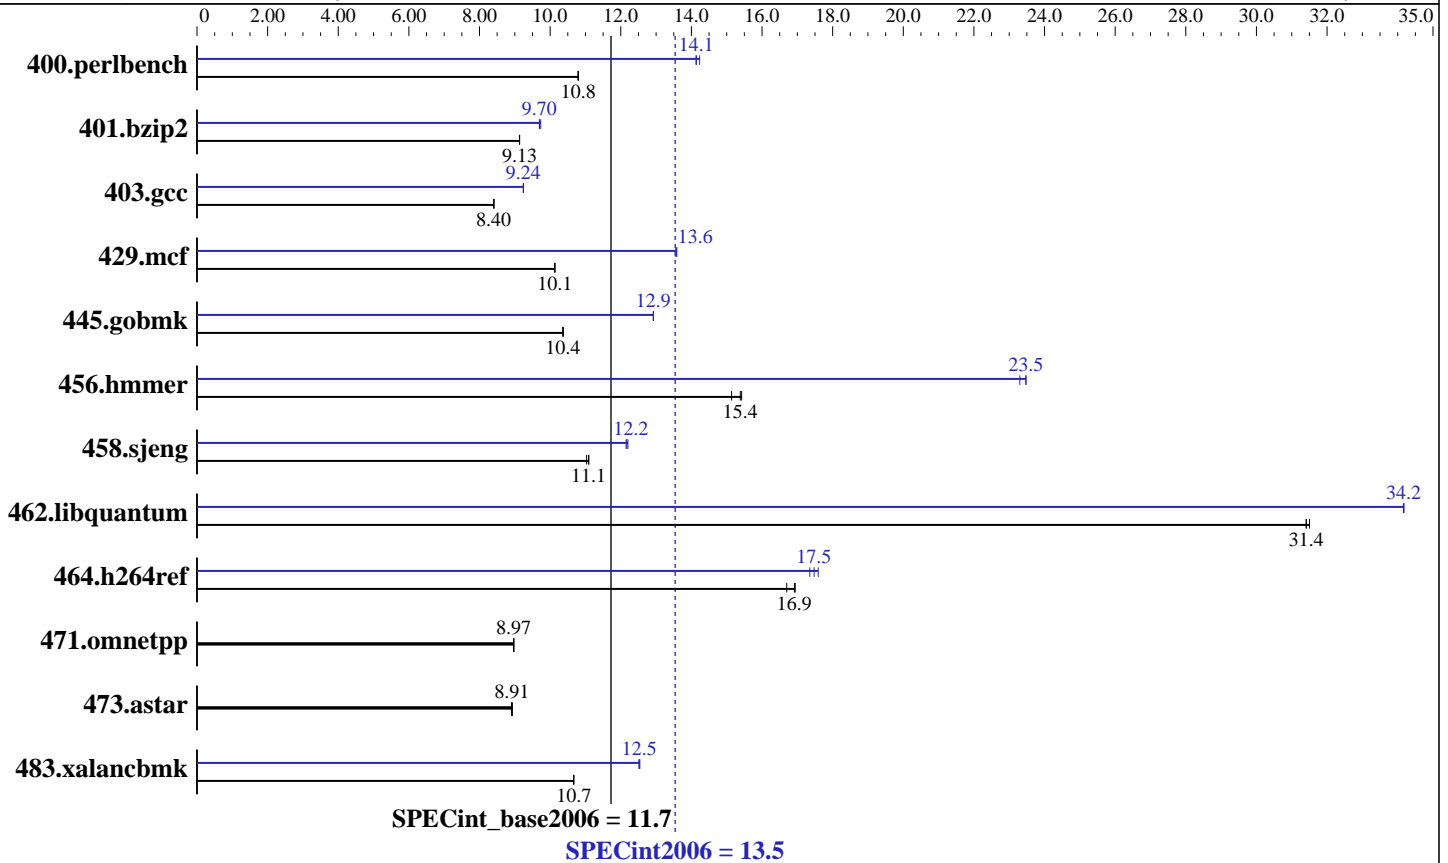 0 2.00 4.00 6.00 8.00 10.0 12.0 14.0 16.0 18.0 20.0 22.0 24.0 26.0 28.0 30.0 32.0 35.0
14.1
400.perlbench
10.8
9.70
401.bzip2
9.13
9.24
403.gcc
8.40
13.6
429.mcf
10.1
12.9
445.gobmk
10.4
23.5
456.hmmer
15.4
12.2
458.sjeng
11.1
34.2
462.libquantum
31.4
17.5
464.h264ref
16.9
8.97
471.omnetpp
8.91
473.astar
12.5
483.xalancbmk
10.7
SPECint_base2006 = 11.7
SPECint2006 = 13.5